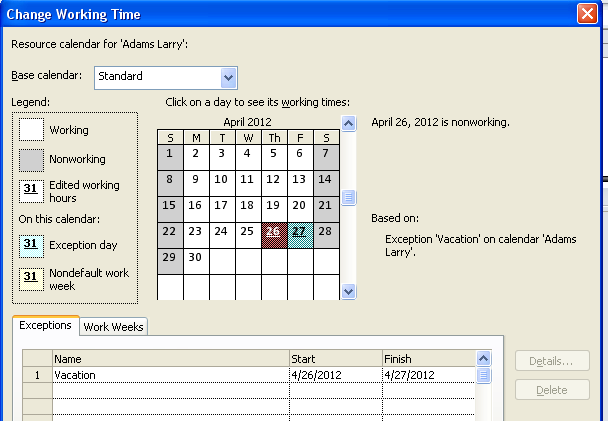 Change Working Time
Resource calendar for 'Adams Larry':
Base calendar: Standard
Legend:
Working
Nonworking
31 Edited working
hours
On this calendar:
31 Exception day
31 Nondefault work
week
Click on a day to see its working times:
April 2012
S M T W Th F S
1 2 3 4 5 6 7
8 9 10 11 12 13 14
15 16 17 18 19 20 21
22 23 24 25 26 27 28
29 30
April 26, 2012 is nonworking.
Based on:
Exception 'Vacation' on calendar 'Adams
Larry'.
Exceptions Work Weeks
Name Start Finish
1 Vacation 4/26/2012 4/27/2012
Details...
Delete